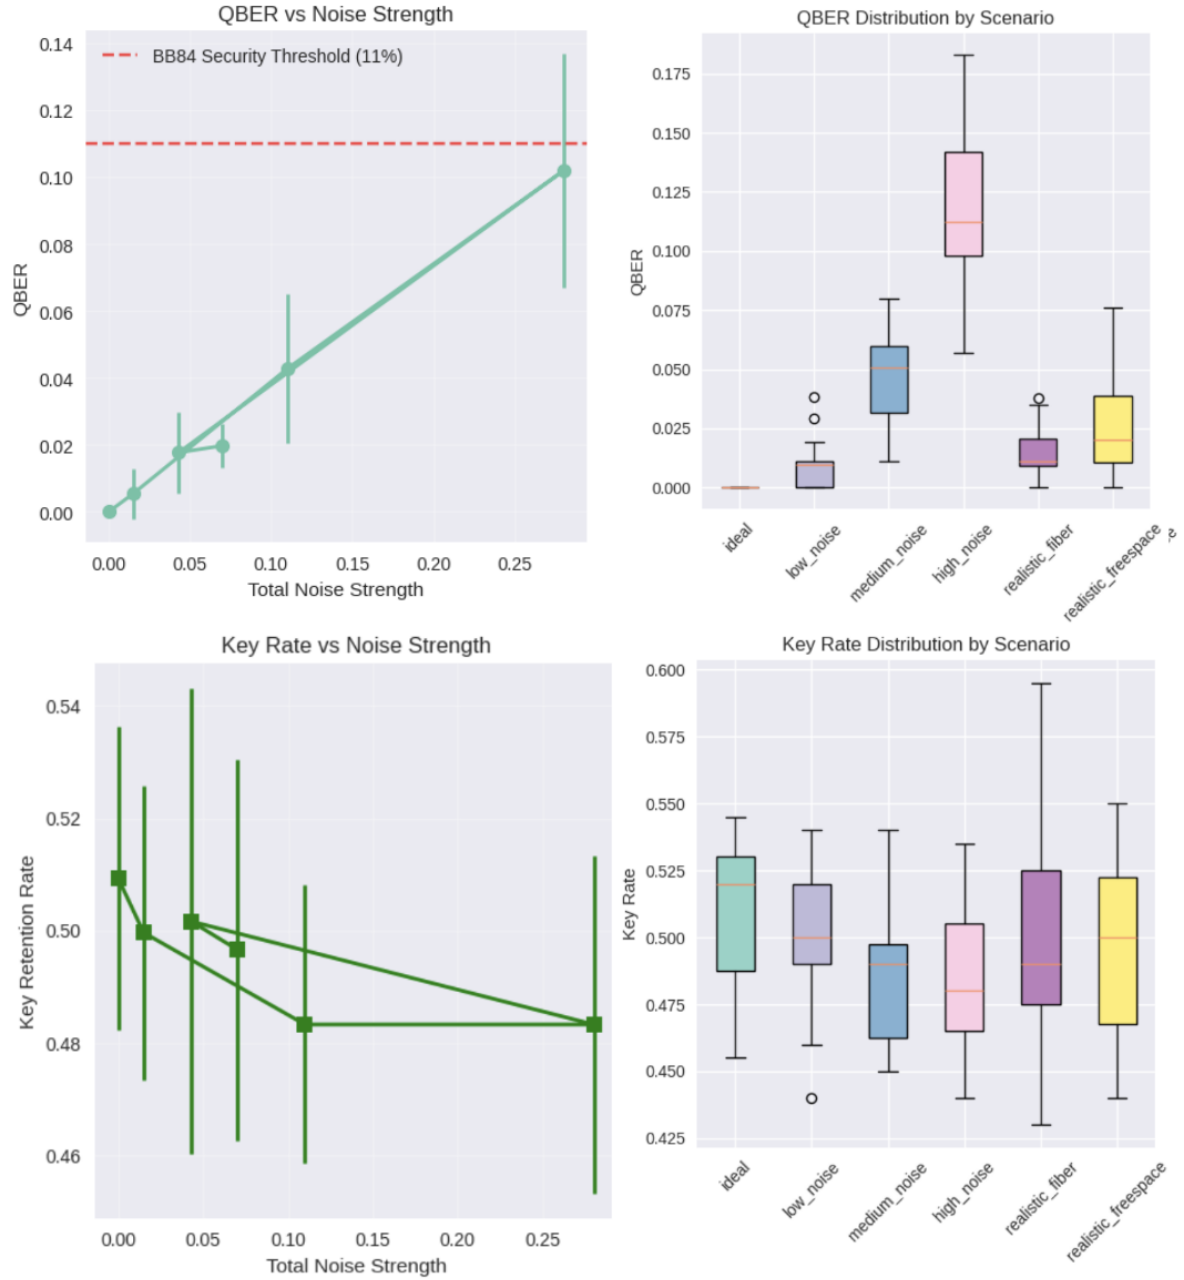 QBER vs Noise Strength
0.14
0.12
0.10
0.08
0.06
0.04
0.02
0.00
QBER
BB84 Security Threshold (11%)
0.00 0.05 0.10 0.15 0.20 0.25
Total Noise Strength
QBER Distribution by Scenario
0.175
0.150
0.125
0.100
0.075
0.050
0.025
0.000
QBER
ideal
low_noise
medium_noise
high_noise
realistic_fiber
realistic_freespace
e
Key Rate vs Noise Strength
0.54
0.52
0.50
0.48
0.46
Key Retention Rate
0.00 0.05 0.10 0.15 0.20 0.25
Total Noise Strength
Key Rate Distribution by Scenario
0.600
0.575
0.550
0.525
0.500
0.475
0.450
0.425
Key Rate
ideal
low_noise
medium_noise
high_noise
realistic_fiber
realistic_freespace